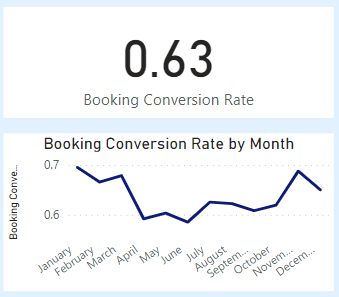 0.63
Booking Conversion Rate
Booking Conversion Rate by Month
0.7
0.6
Booking Conve...
January
February
March
April
May
June
July
August
Septem...
October
Novem...
Decem...